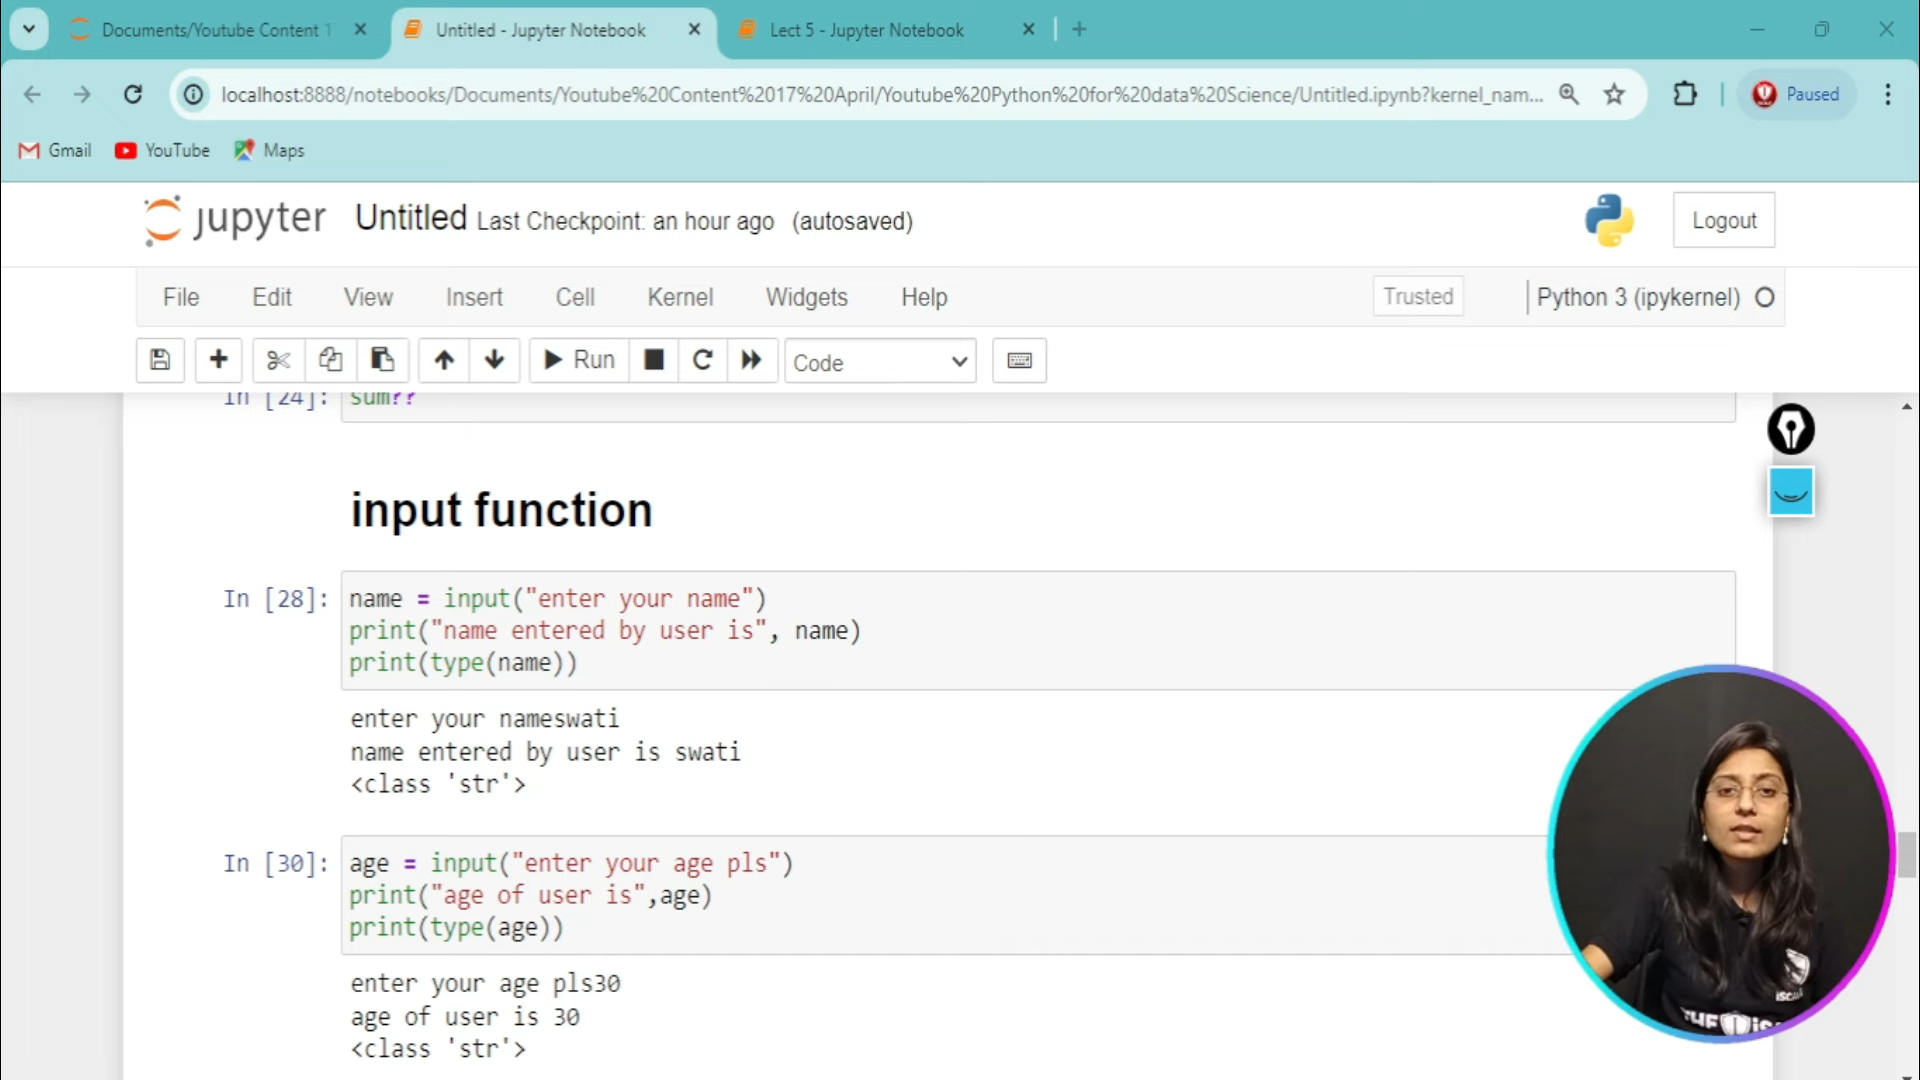 Documents/Youtube Content 1
Untitled - Jupyter Notebook
Lect 5 - Jupyter Notebook
localhost:8888/notebooks/Documents/Youtube%20Content%2017%20April/Youtube%20Python%20for%20data%20Science/Untitled.ipynb?kernel_nam...
Paused
Gmail
YouTube
Maps
jupyter
Untitled Last Checkpoint: an hour ago (autosaved)
Logout
File
Edit
View
Insert
Cell
Kernel
Widgets
Help
Trusted
Python 3 (ipykernel)
Run
Code
In [24]: sum??
input function
In [28]: name = input("enter your name")
print("name entered by user is", name)
print(type(name))
enter your nameswati
name entered by user is swati
<class 'str'>
In [30]: age = input("enter your age pls")
print("age of user is",age)
print(type(age))
enter your age pls30
age of user is 30
<class 'str'>